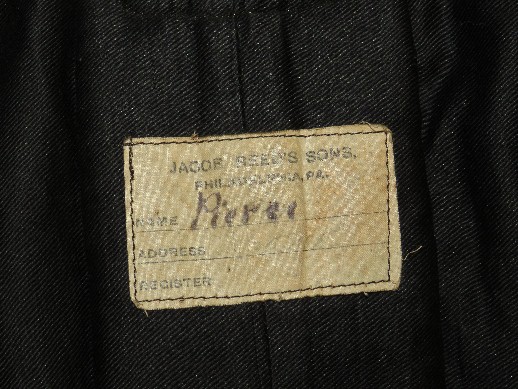 JACOB REED'S SONS.
PHILADELPHIA, PA.
NAME Pierce
ADDRESS
REGISTER